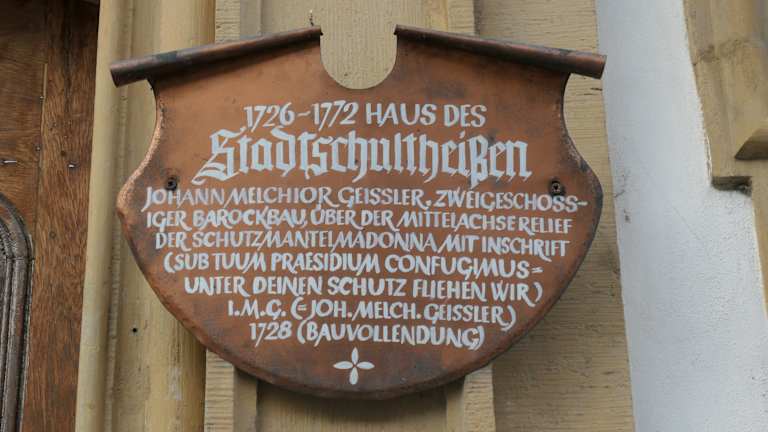 1726-1772 HAUS DES
Stadtschultheißen
JOHANN MELCHIOR GEISSLER, ZWEIGESCHOSS-
IGER BAROCKBAU, ÜBER DER MITTELACHSE RELIEF
DER SCHUTZMANTELMADONNA MIT INSCHRIFT
(SUB TUUM PRAESIDIUM CONFUGIMUS=
UNTER DEINEN SCHUTZ FLIEHEN WIR)
I.M.G. (=JOH. MELCH. GEISSLER)
1728 (BAUVOLLENDUNG)